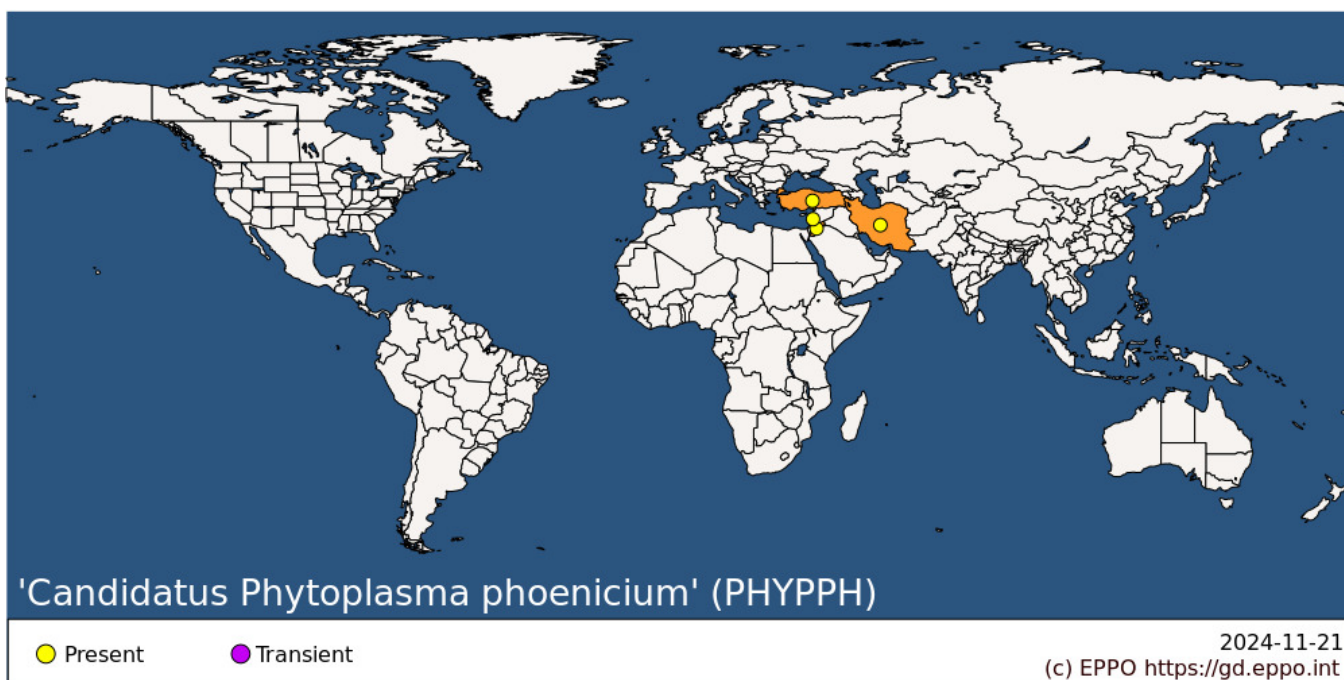 'Candidatus Phytoplasma phoenicium' (PHYPPH)
Present
Transient
2024-11-21
(c) EPPO https://gd.eppo.int